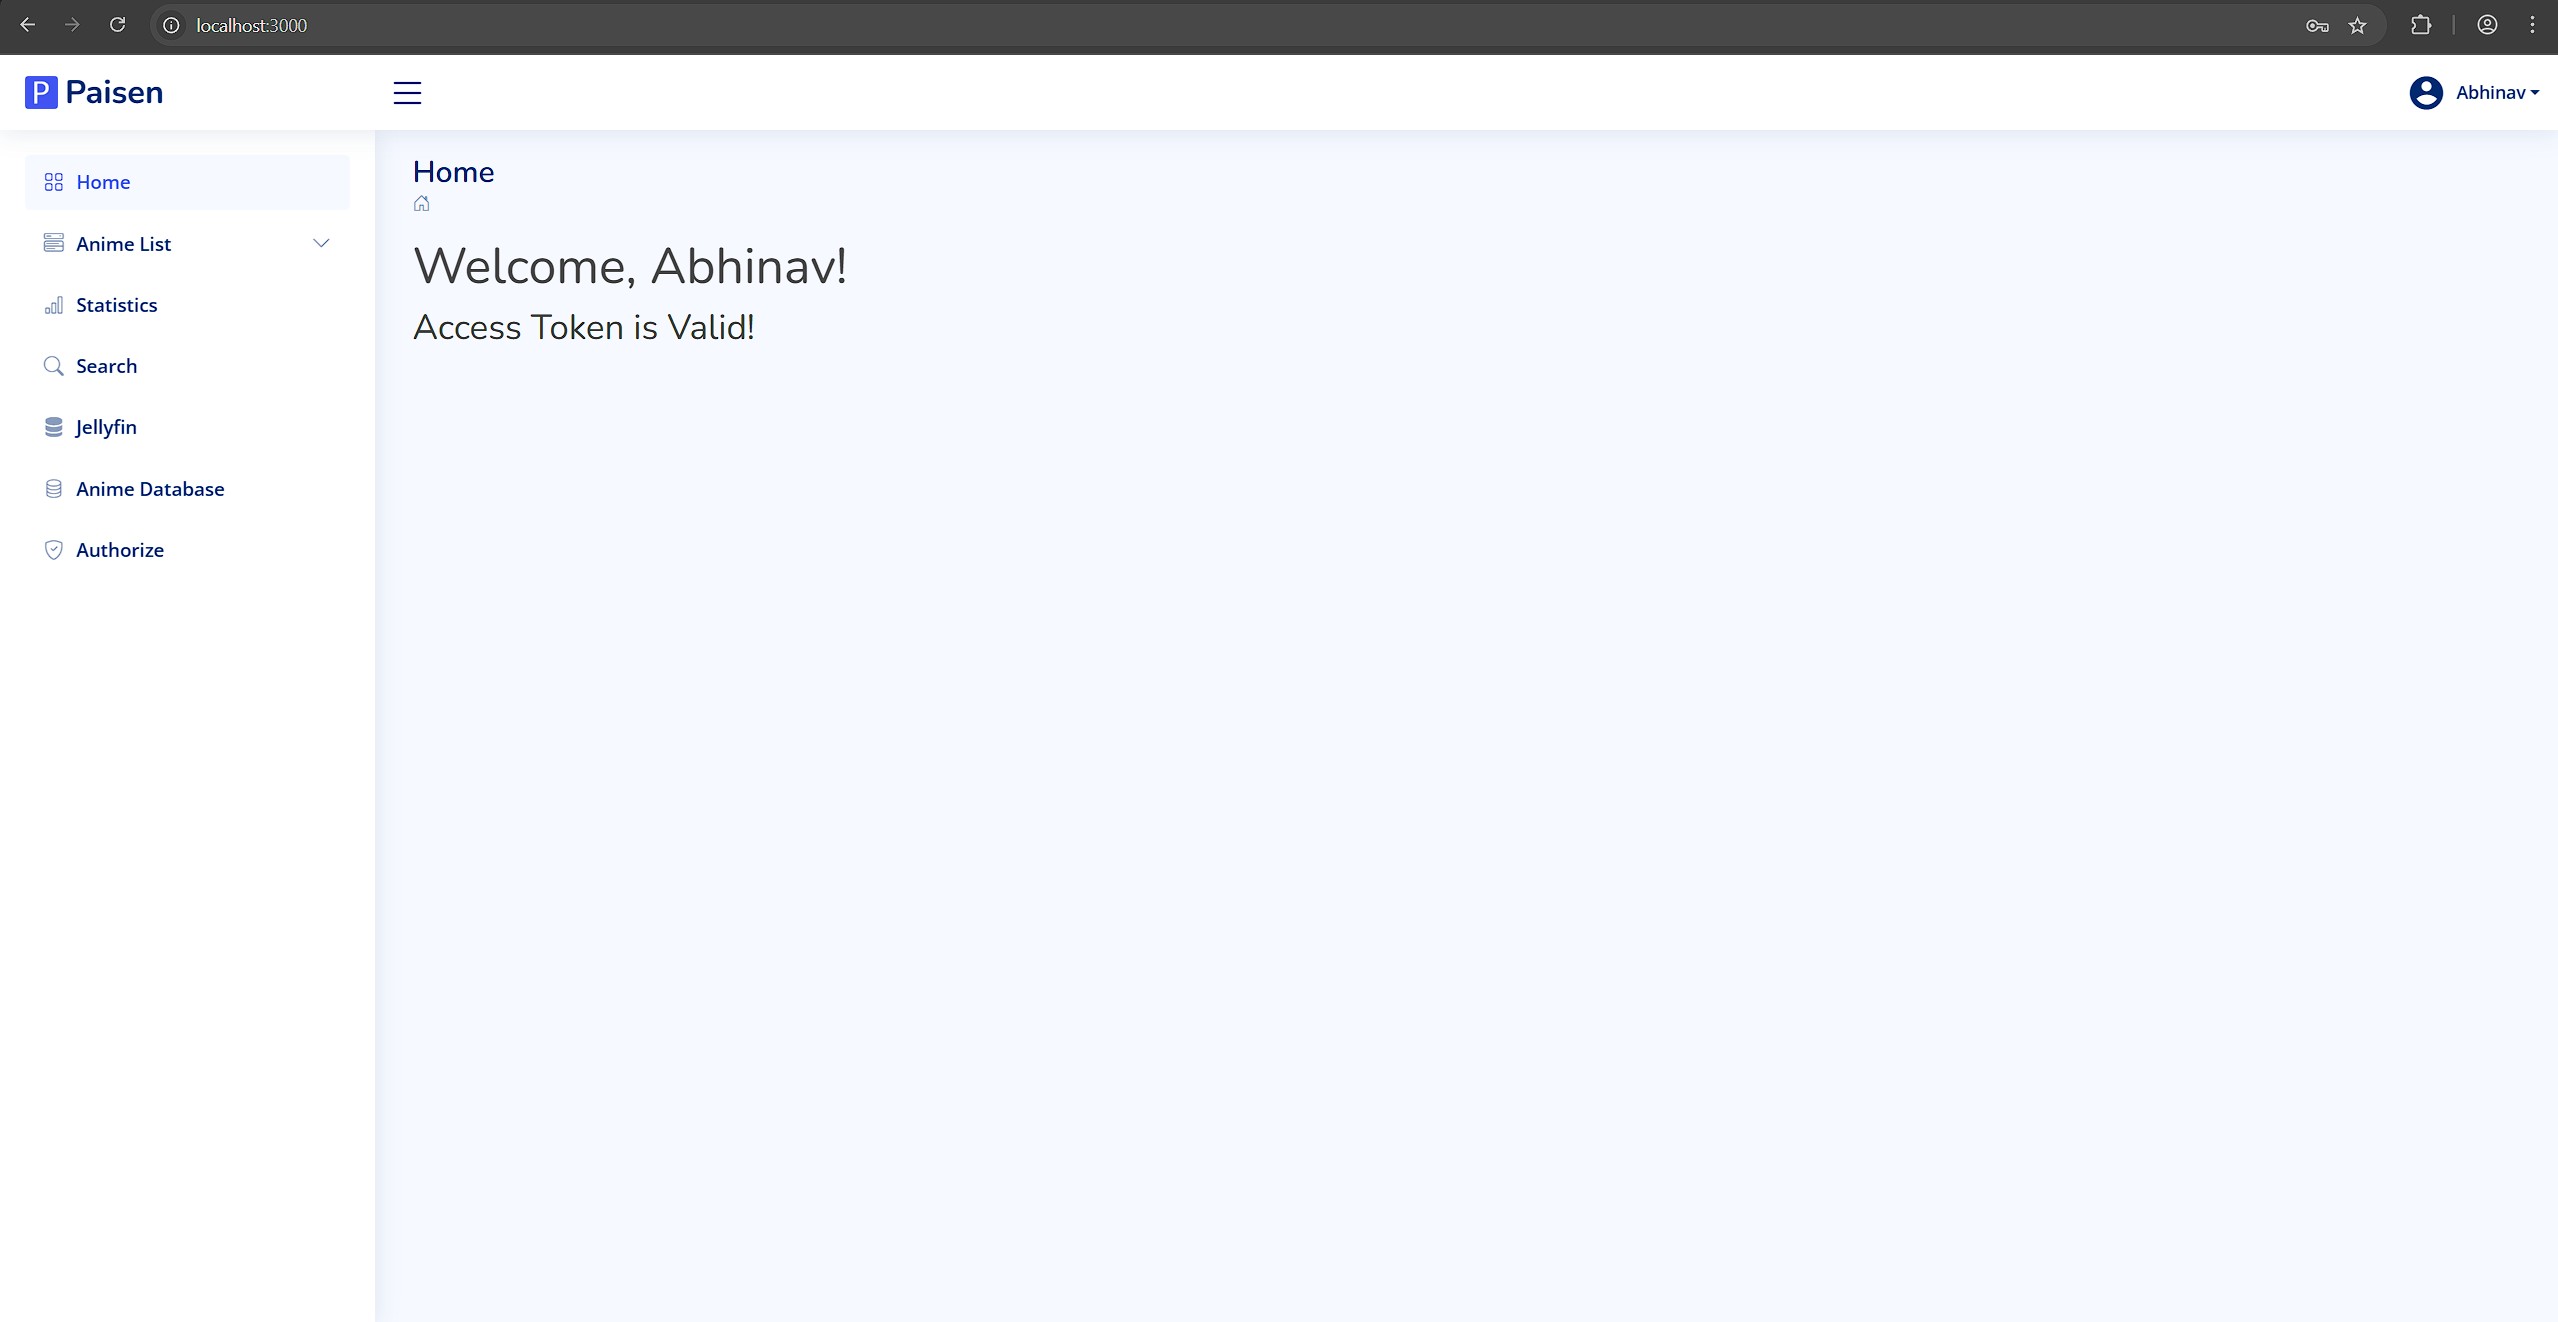 localhost:3000
P Paisen
Abhinav
Home
Anime List
Statistics
Search
Jellyfin
Anime Database
Authorize
Home
Welcome, Abhinav!
Access Token is Valid!